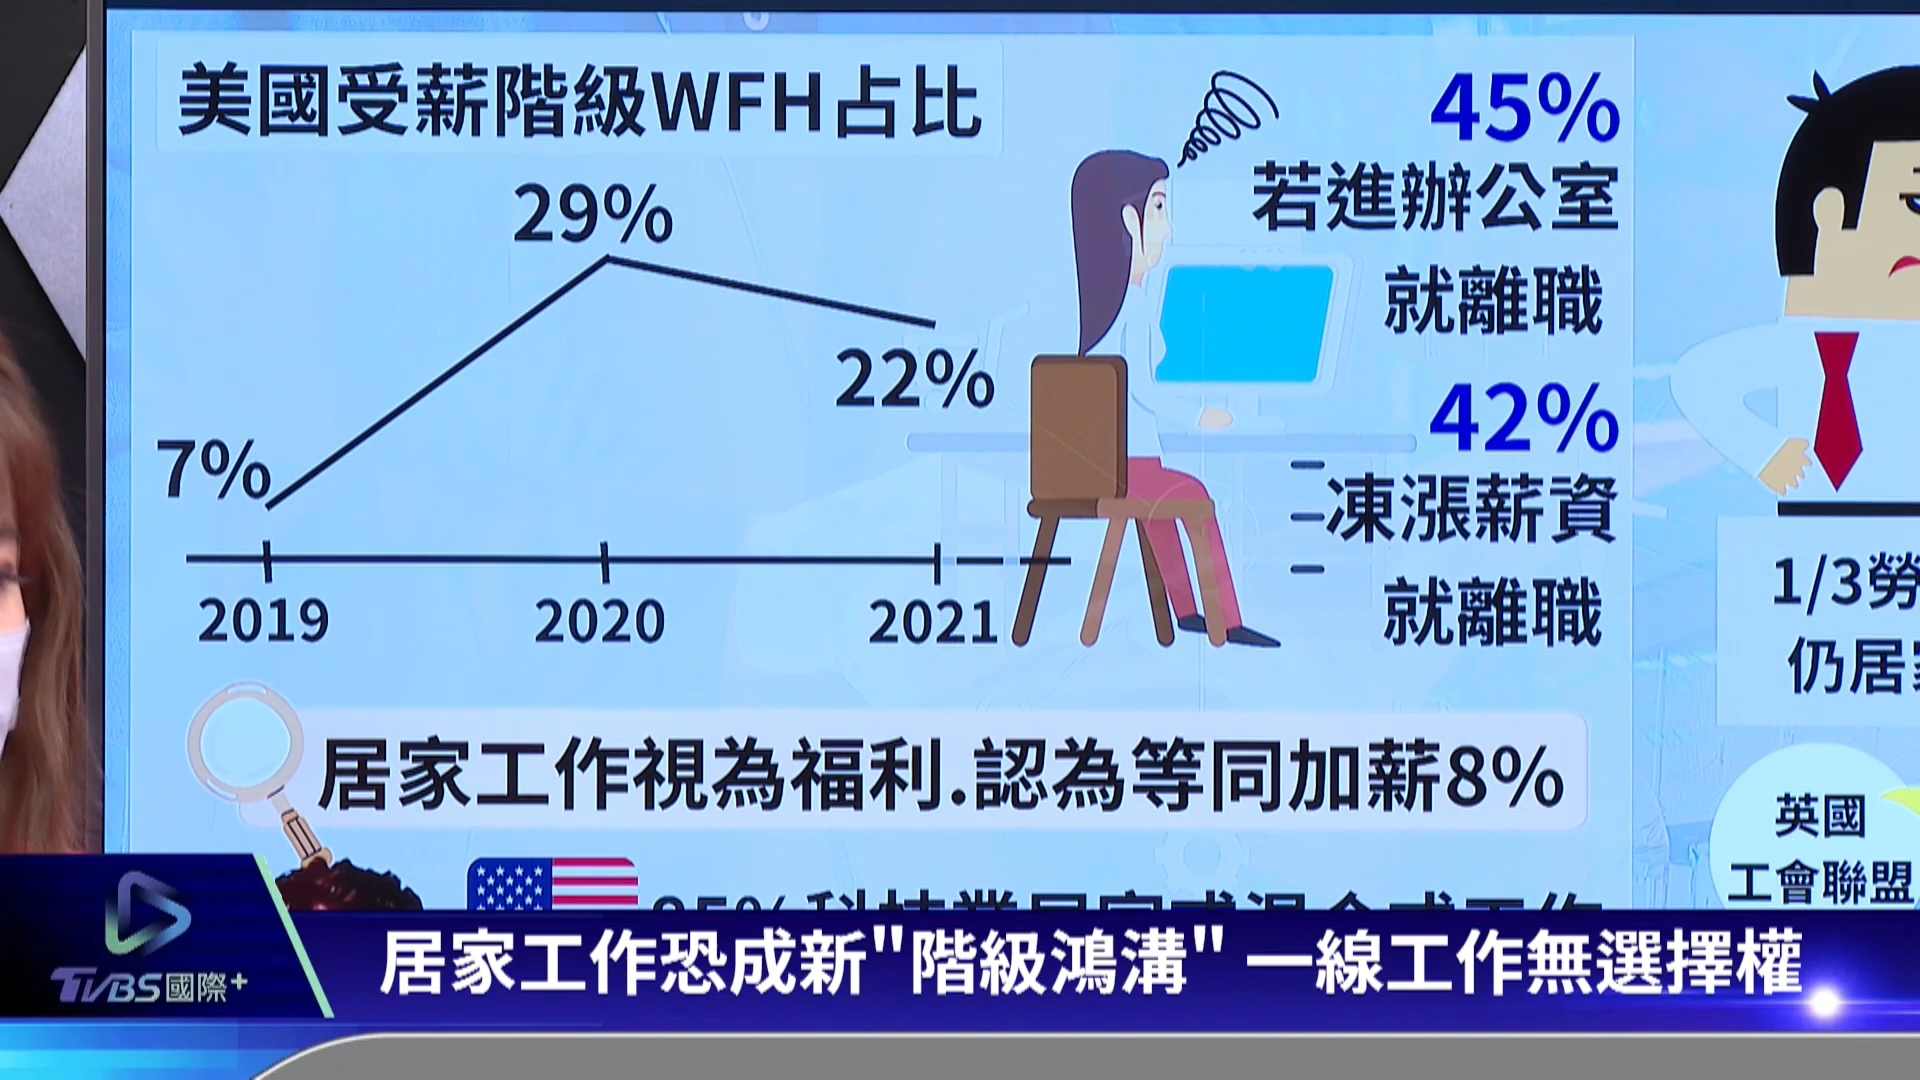 美國受薪階級WFH占比
29%
22%
7%
2019
2020
2021
45%
若進辦公室
就離職
42%
凍漲薪資
就離職
居家工作視為福利.認為等同加薪8%
1/3勞
仍居家
英國
工會聯盟
居家工作恐成新"階級鴻溝" 一線工作無選擇權
TVBS國際+